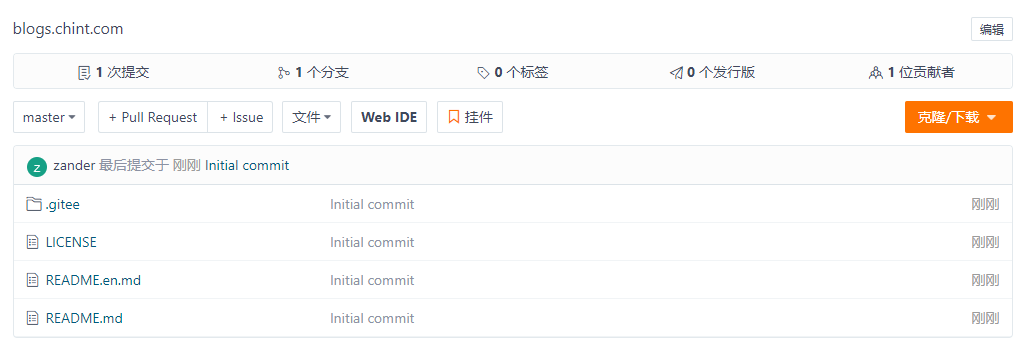 blogs.chint.com 编辑
1 次提交 1 个分支 0 个标签 0 个发行版 1 位贡献者
master + Pull Request + Issue 文件 Web IDE 挂件 克隆/下载
z zander 最后提交于 刚刚 Initial commit
.gitee Initial commit 刚刚
LICENSE Initial commit 刚刚
README.en.md Initial commit 刚刚
README.md Initial commit 刚刚